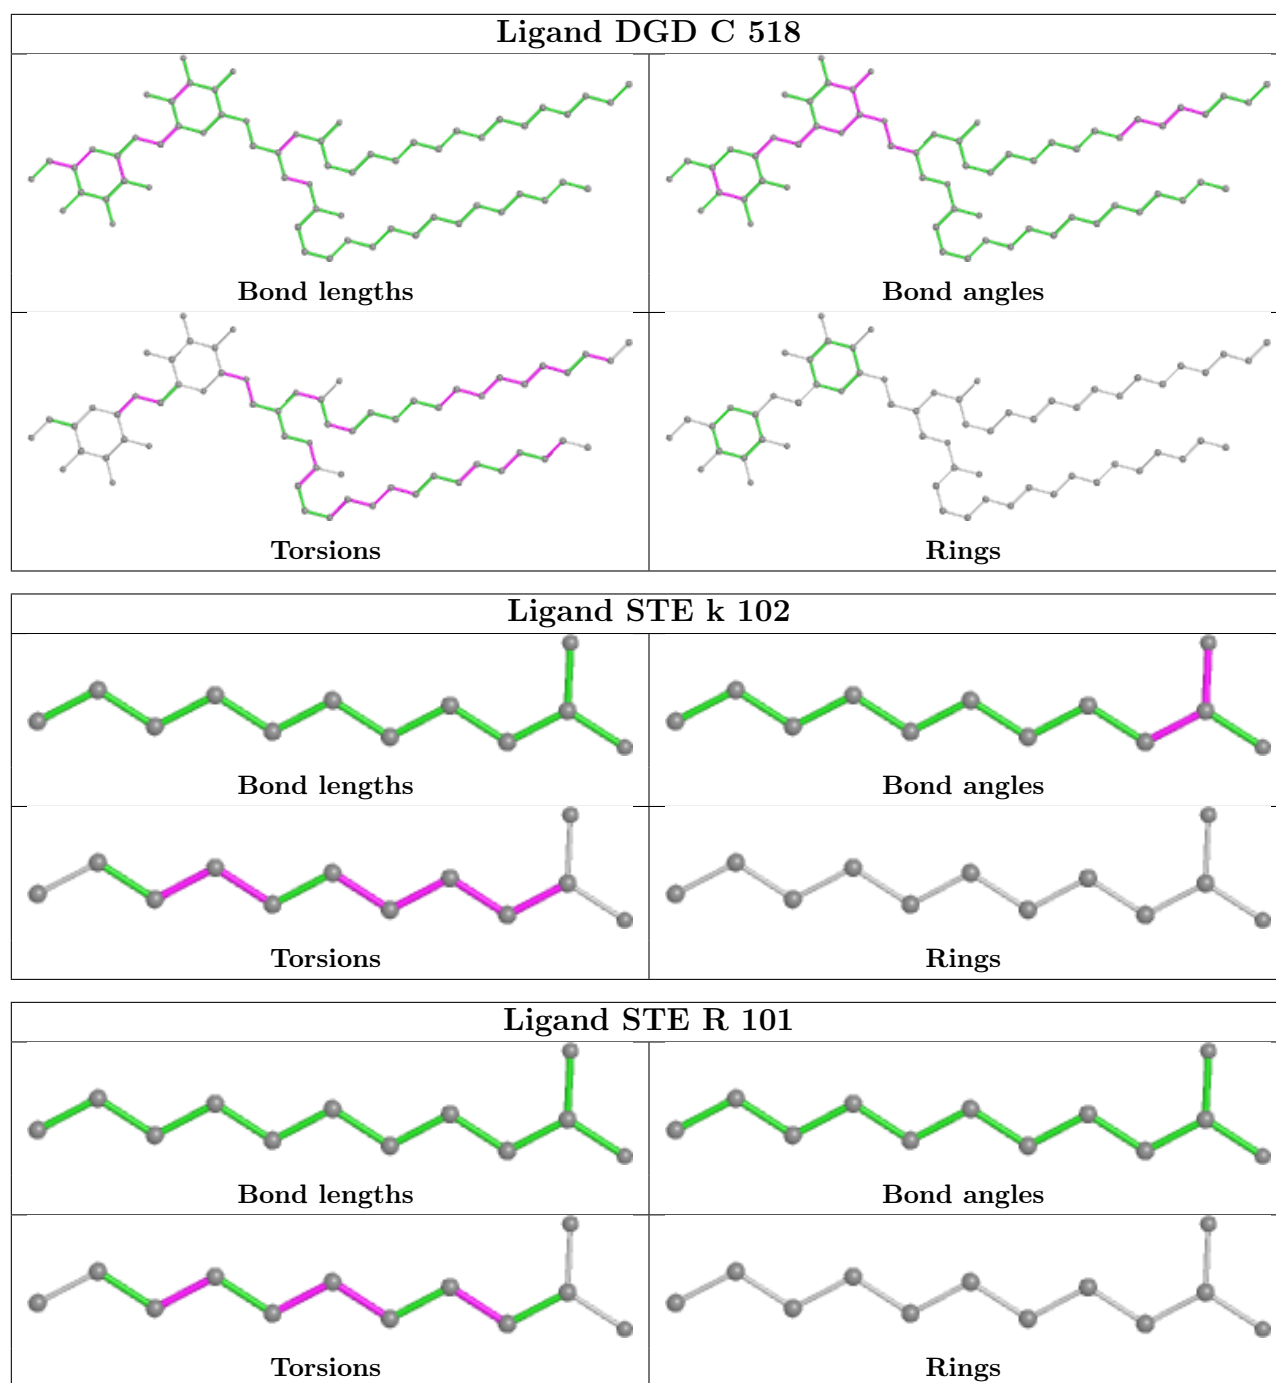 Ligand DGD C 518
Bond lengths
Bond angles
Torsions
Rings
Ligand STE k 102
Bond lengths
Bond angles
Torsions
Rings
Ligand STE R 101
Bond lengths
Bond angles
Torsions
Rings